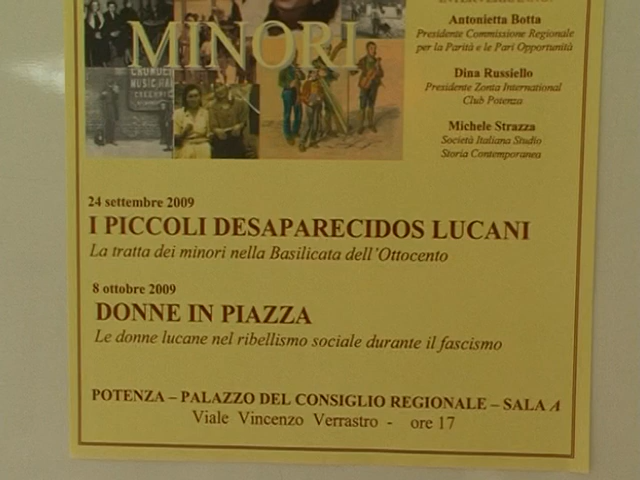 MINORI
Antonietta Botta
Presidente Commissione Regionale
per la Parità e le Pari Opportunità
Dina Russiello
Presidente Zonta International
Club Potenza
Michele Strazza
Società Italiana Studio
Storia Contemporanea
24 settembre 2009
I PICCOLI DESAPARECIDOS LUCANI
La tratta dei minori nella Basilicata dell'Ottocento
8 ottobre 2009
DONNE IN PIAZZA
Le donne lucane nel ribellismo sociale durante il fascismo
POTENZA – PALAZZO DEL CONSIGLIO REGIONALE – SALA A
Viale Vincenzo Verrastro - ore 17